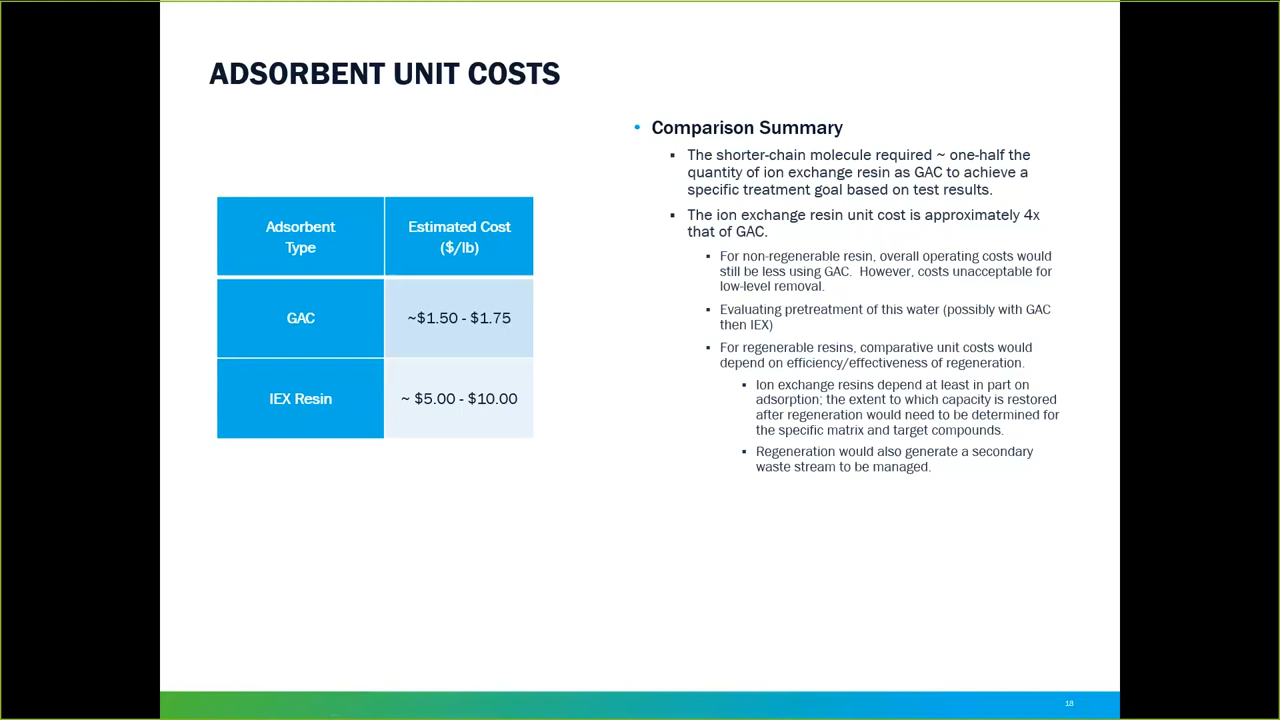 ADSORBENT UNIT COSTS
Adsorbent
Type
Estimated Cost
($/lb)
GAC
~$1.50 - $1.75
IEX Resin
~ $5.00 - $10.00
• Comparison Summary
▪ The shorter-chain molecule required ~ one-half the
quantity of ion exchange resin as GAC to achieve a
specific treatment goal based on test results.
▪ The ion exchange resin unit cost is approximately 4x
that of GAC.
▪ For non-regenerable resin, overall operating costs would
still be less using GAC. However, costs unacceptable for
low-level removal.
▪ Evaluating pretreatment of this water (possibly with GAC
then IEX)
▪ For regenerable resins, comparative unit costs would
depend on efficiency/effectiveness of regeneration.
▪ Ion exchange resins depend at least in part on
adsorption; the extent to which capacity is restored
after regeneration would need to be determined for
the specific matrix and target compounds.
▪ Regeneration would also generate a secondary
waste stream to be managed.
18